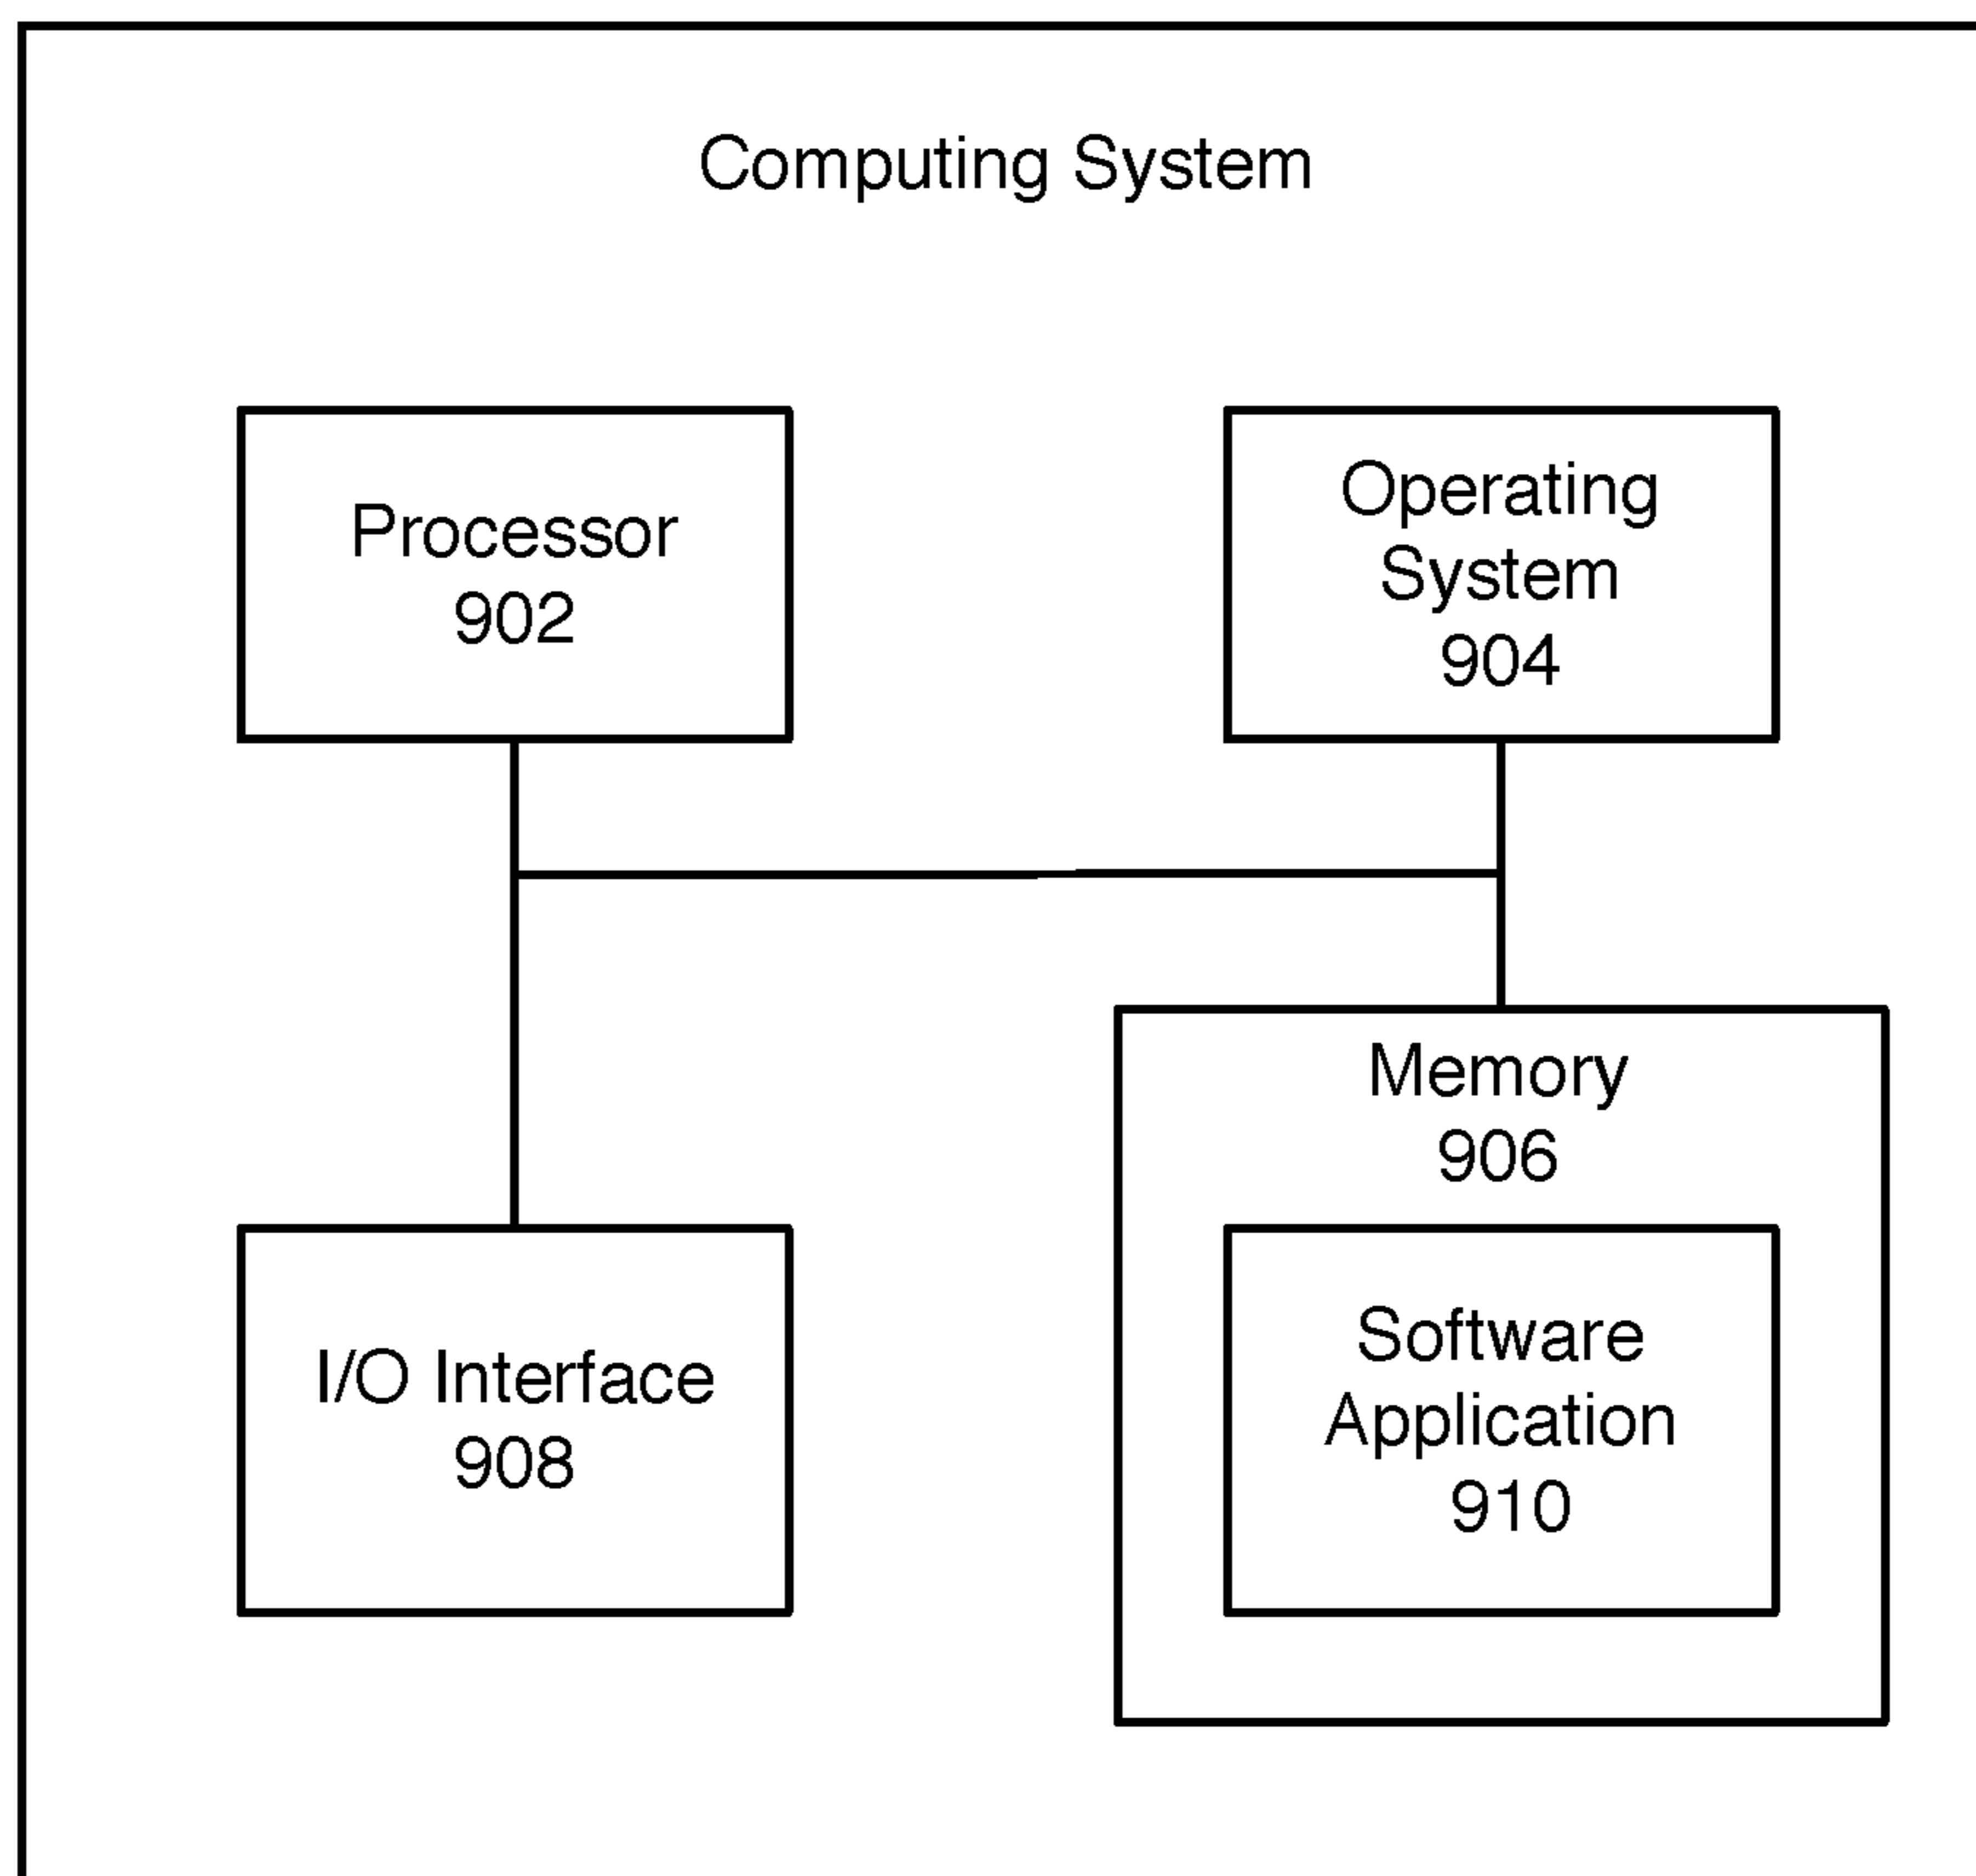 Computing System
Processor
902
Operating
System
904
Memory
906
I/O Interface
908
Software
Application
910